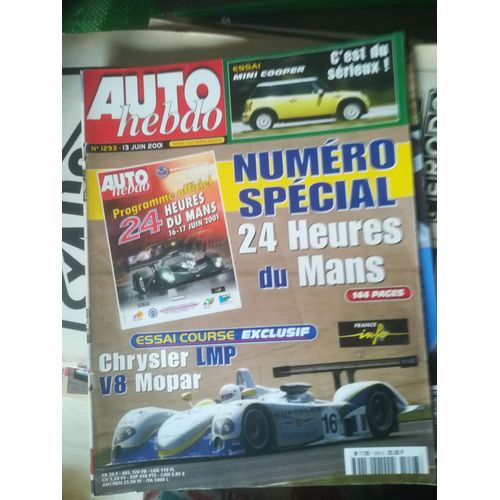 AUTO
hebdo
N° 1293 - 13 JUIN 2001
ESSAI
MINI COOPER
C'est du
sérieux !
AUTO
hebdo
Programme officiel
24 HEURES
DU MANS
16-17 JUIN 2001
NUMÉRO
SPÉCIAL
24 Heures
du Mans
144 PAGES
ESSAI COURSE EXCLUSIF
FRANCE
info
Chrysler LMP
V8 Mopar
CHRYSLER
16